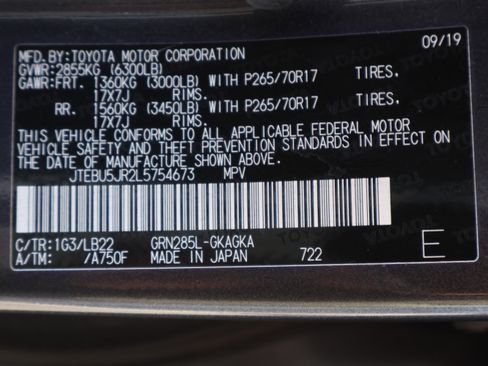 MFD.BY:TOYOTA MOTOR CORPORATION 09/19
GVWR:2855KG (6300LB)
GAWR:FRT. 1360KG (3000LB) WITH P265/70R17 TIRES,
17X7J RIMS.
RR. 1560KG (3450LB) WITH P265/70R17 TIRES,
17X7J RIMS.
THIS VEHICLE CONFORMS TO ALL APPLICABLE FEDERAL MOTOR
VEHICLE SAFETY AND THEFT PREVENTION STANDARDS IN EFFECT ON
THE DATE OF MANUFACTURE SHOWN ABOVE.
JTEBU5JR2L5754673 MPV
C/TR:1G3/LB22 GRN285L-GKAGKA
A/TM: /A750F MADE IN JAPAN 722 E